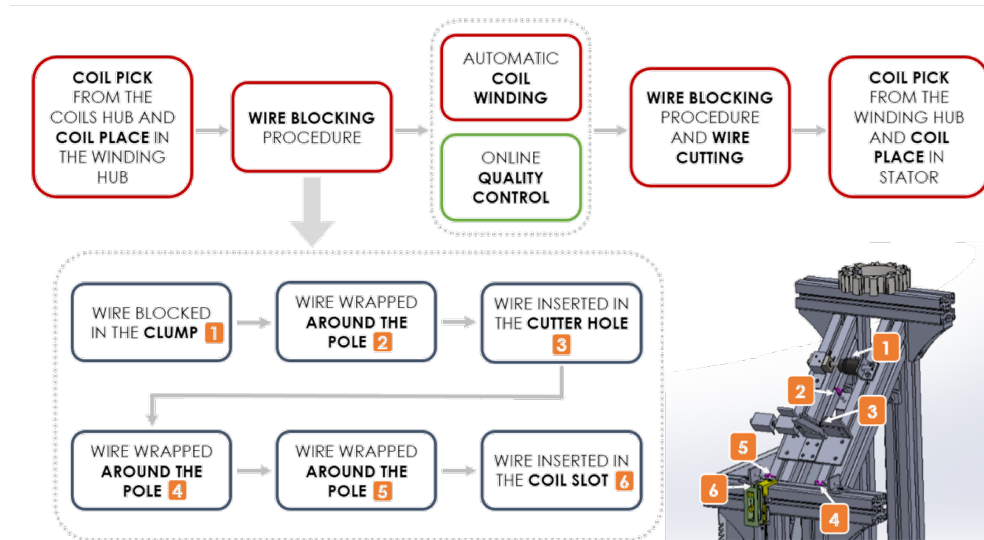 COIL PICK
FROM THE
COILS HUB AND
COIL PLACE IN
THE WINDING
HUB
WIRE BLOCKING
PROCEDURE
AUTOMATIC
COIL
WINDING
ONLINE
QUALITY
CONTROL
WIRE BLOCKING
PROCEDURE
AND WIRE
CUTTING
COIL PICK
FROM THE
WINDING HUB
AND COIL
PLACE IN
STATOR
WIRE BLOCKED
IN THE CLUMP 1
WIRE WRAPPED
AROUND THE
POLE 2
WIRE INSERTED IN
THE CUTTER HOLE
3
WIRE WRAPPED
AROUND THE
POLE 4
WIRE WRAPPED
AROUND THE
POLE 5
WIRE INSERTED IN
THE COIL SLOT 6
1
2
3
5
6
4